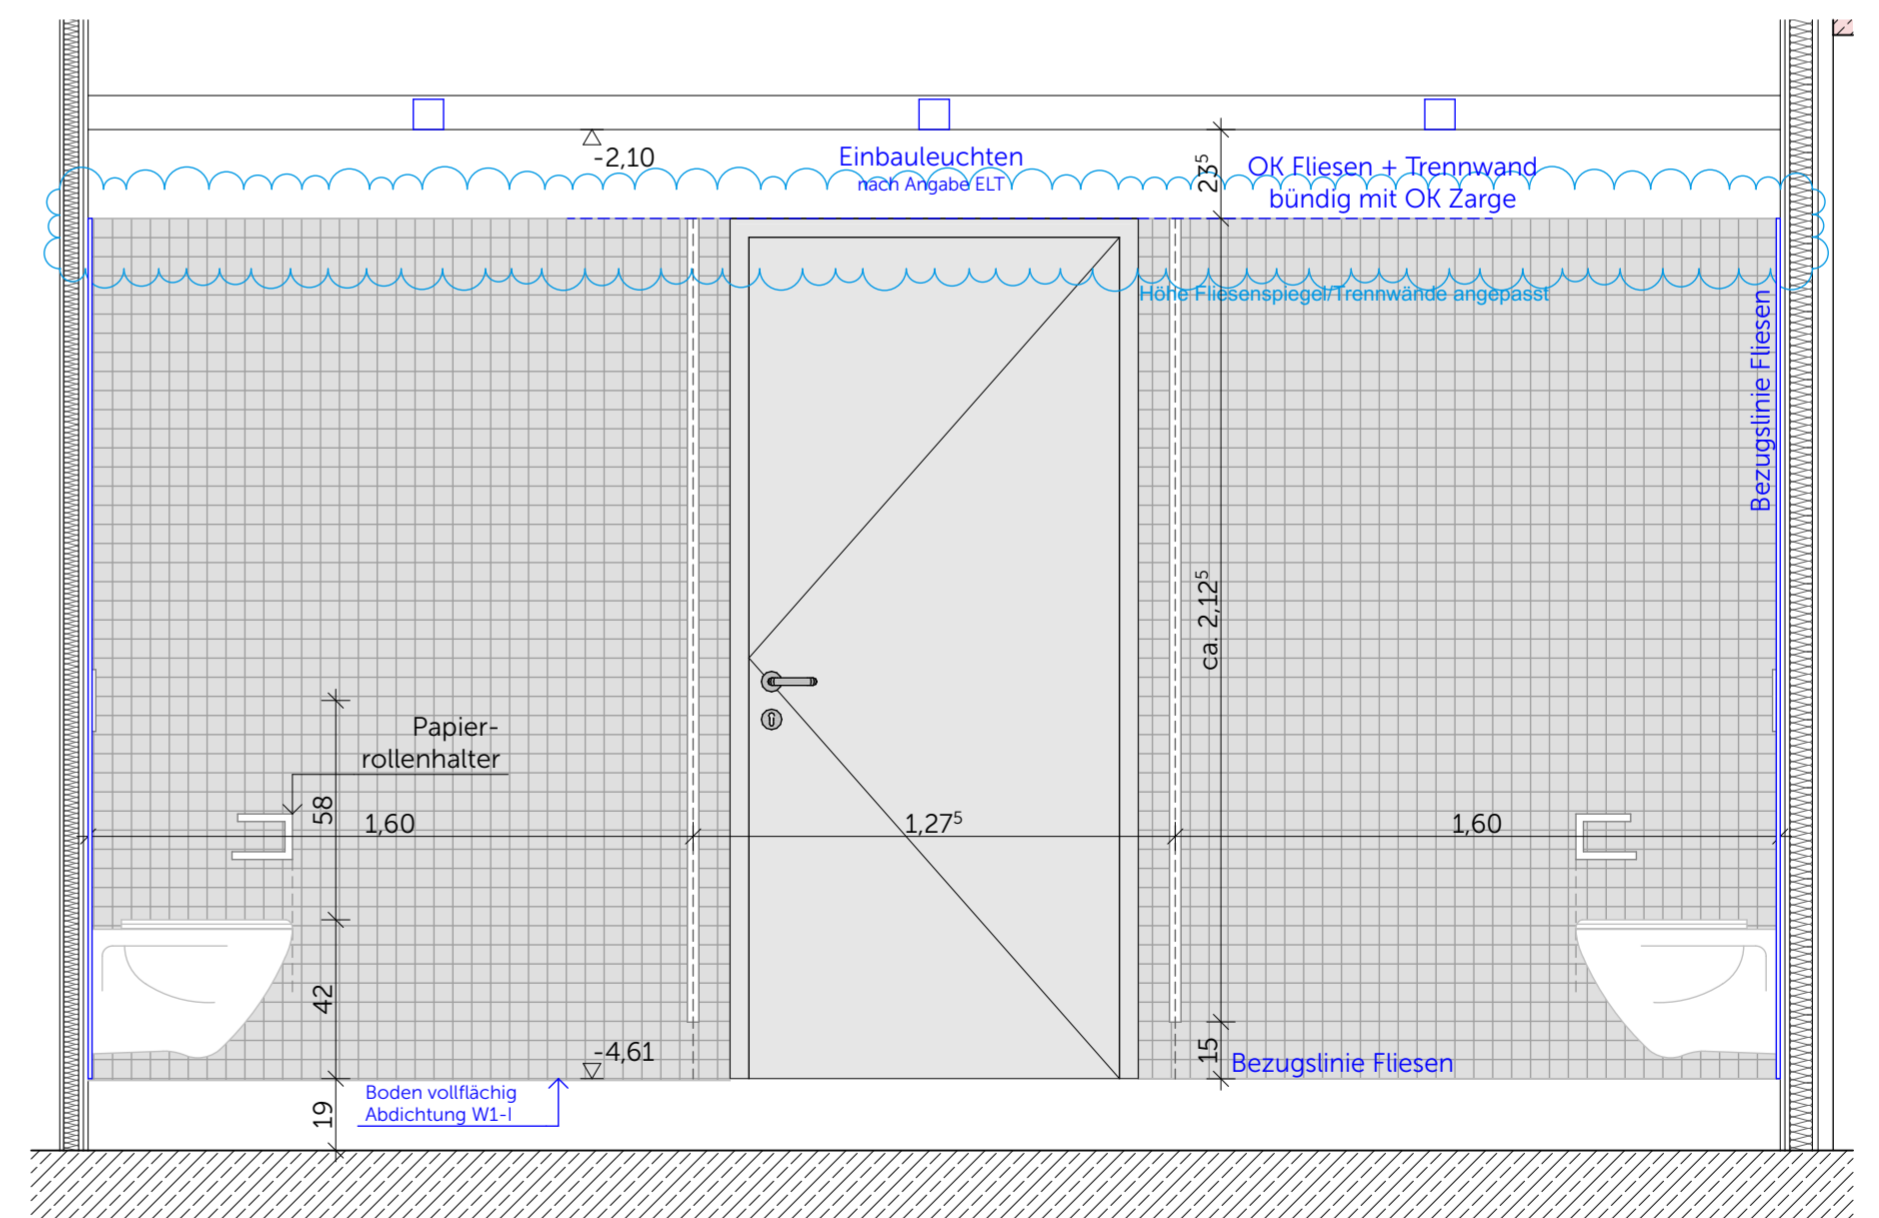 -2,10
Einbauleuchten
nach Angabe ELT
23⁵
OK Fliesen + Trennwand
bündig mit OK Zarge
Höhe Fliesenspiegel/Trennwände angepasst
Bezugslinie Fliesen
ca. 2,12⁵
Papier-
rollenhalter
58
1,60
1,27⁵
1,60
42
-4,61
15
Bezugslinie Fliesen
Boden vollflächig
Abdichtung W1-I
19